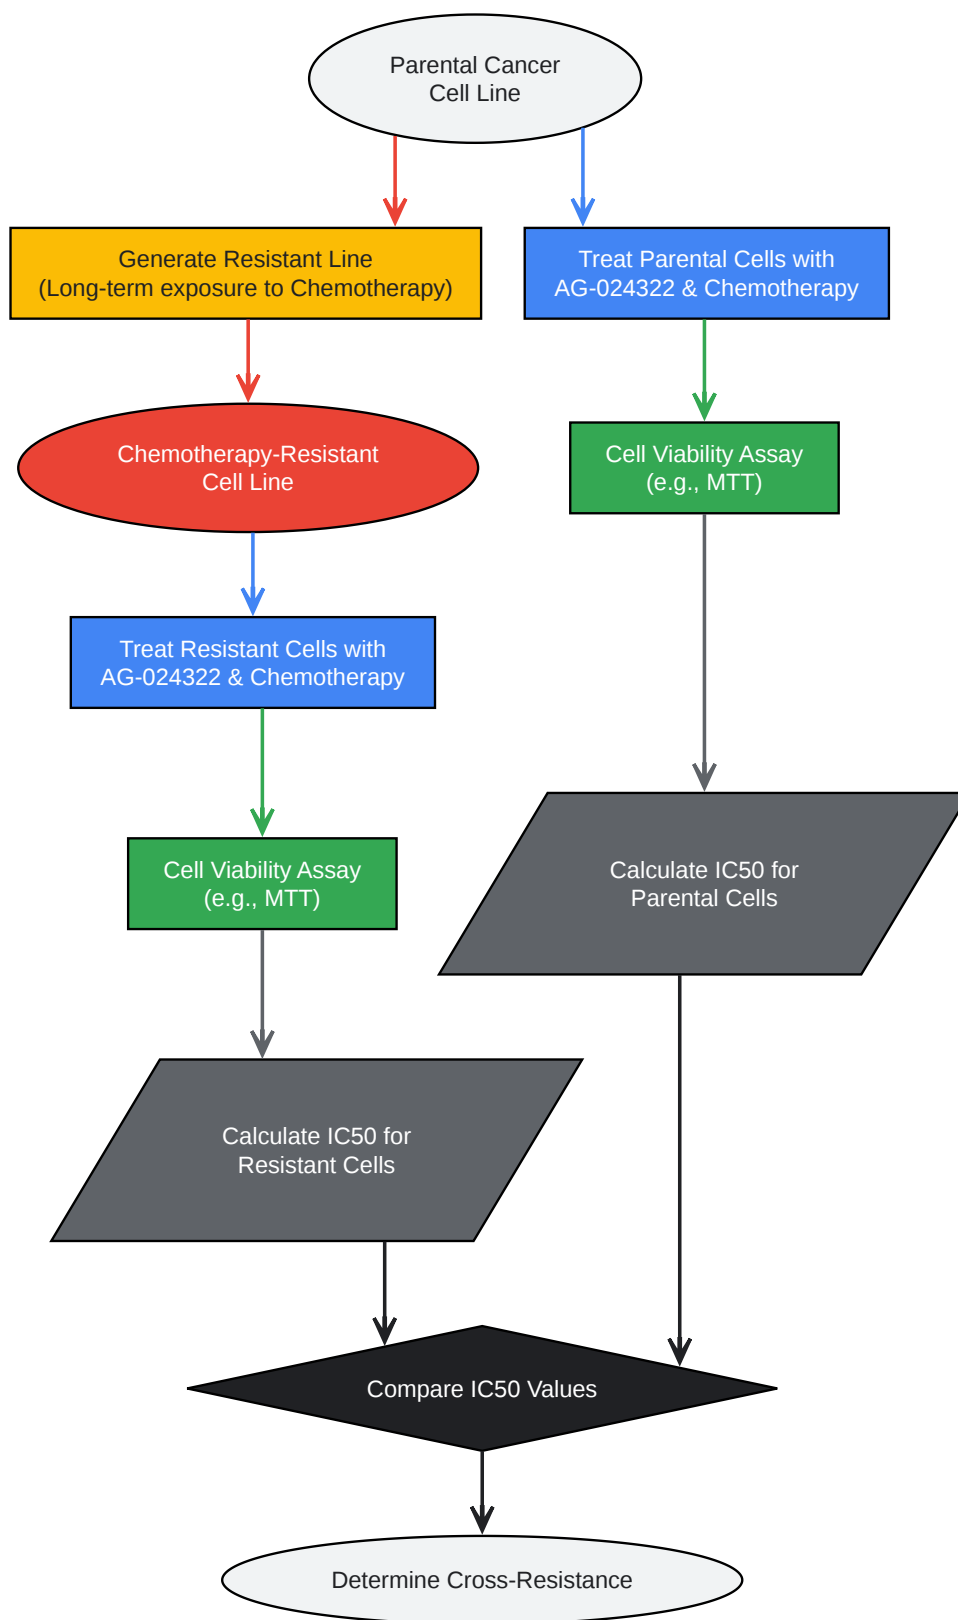 Parental Cancer
Cell Line
Generate Resistant Line
(Long-term exposure to Chemotherapy)
Treat Parental Cells with
AG-024322 & Chemotherapy
Chemotherapy-Resistant
Cell Line
Cell Viability Assay
(e.g., MTT)
Treat Resistant Cells with
AG-024322 & Chemotherapy
Cell Viability Assay
(e.g., MTT)
Calculate IC50 for
Parental Cells
Calculate IC50 for
Resistant Cells
Compare IC50 Values
Determine Cross-Resistance